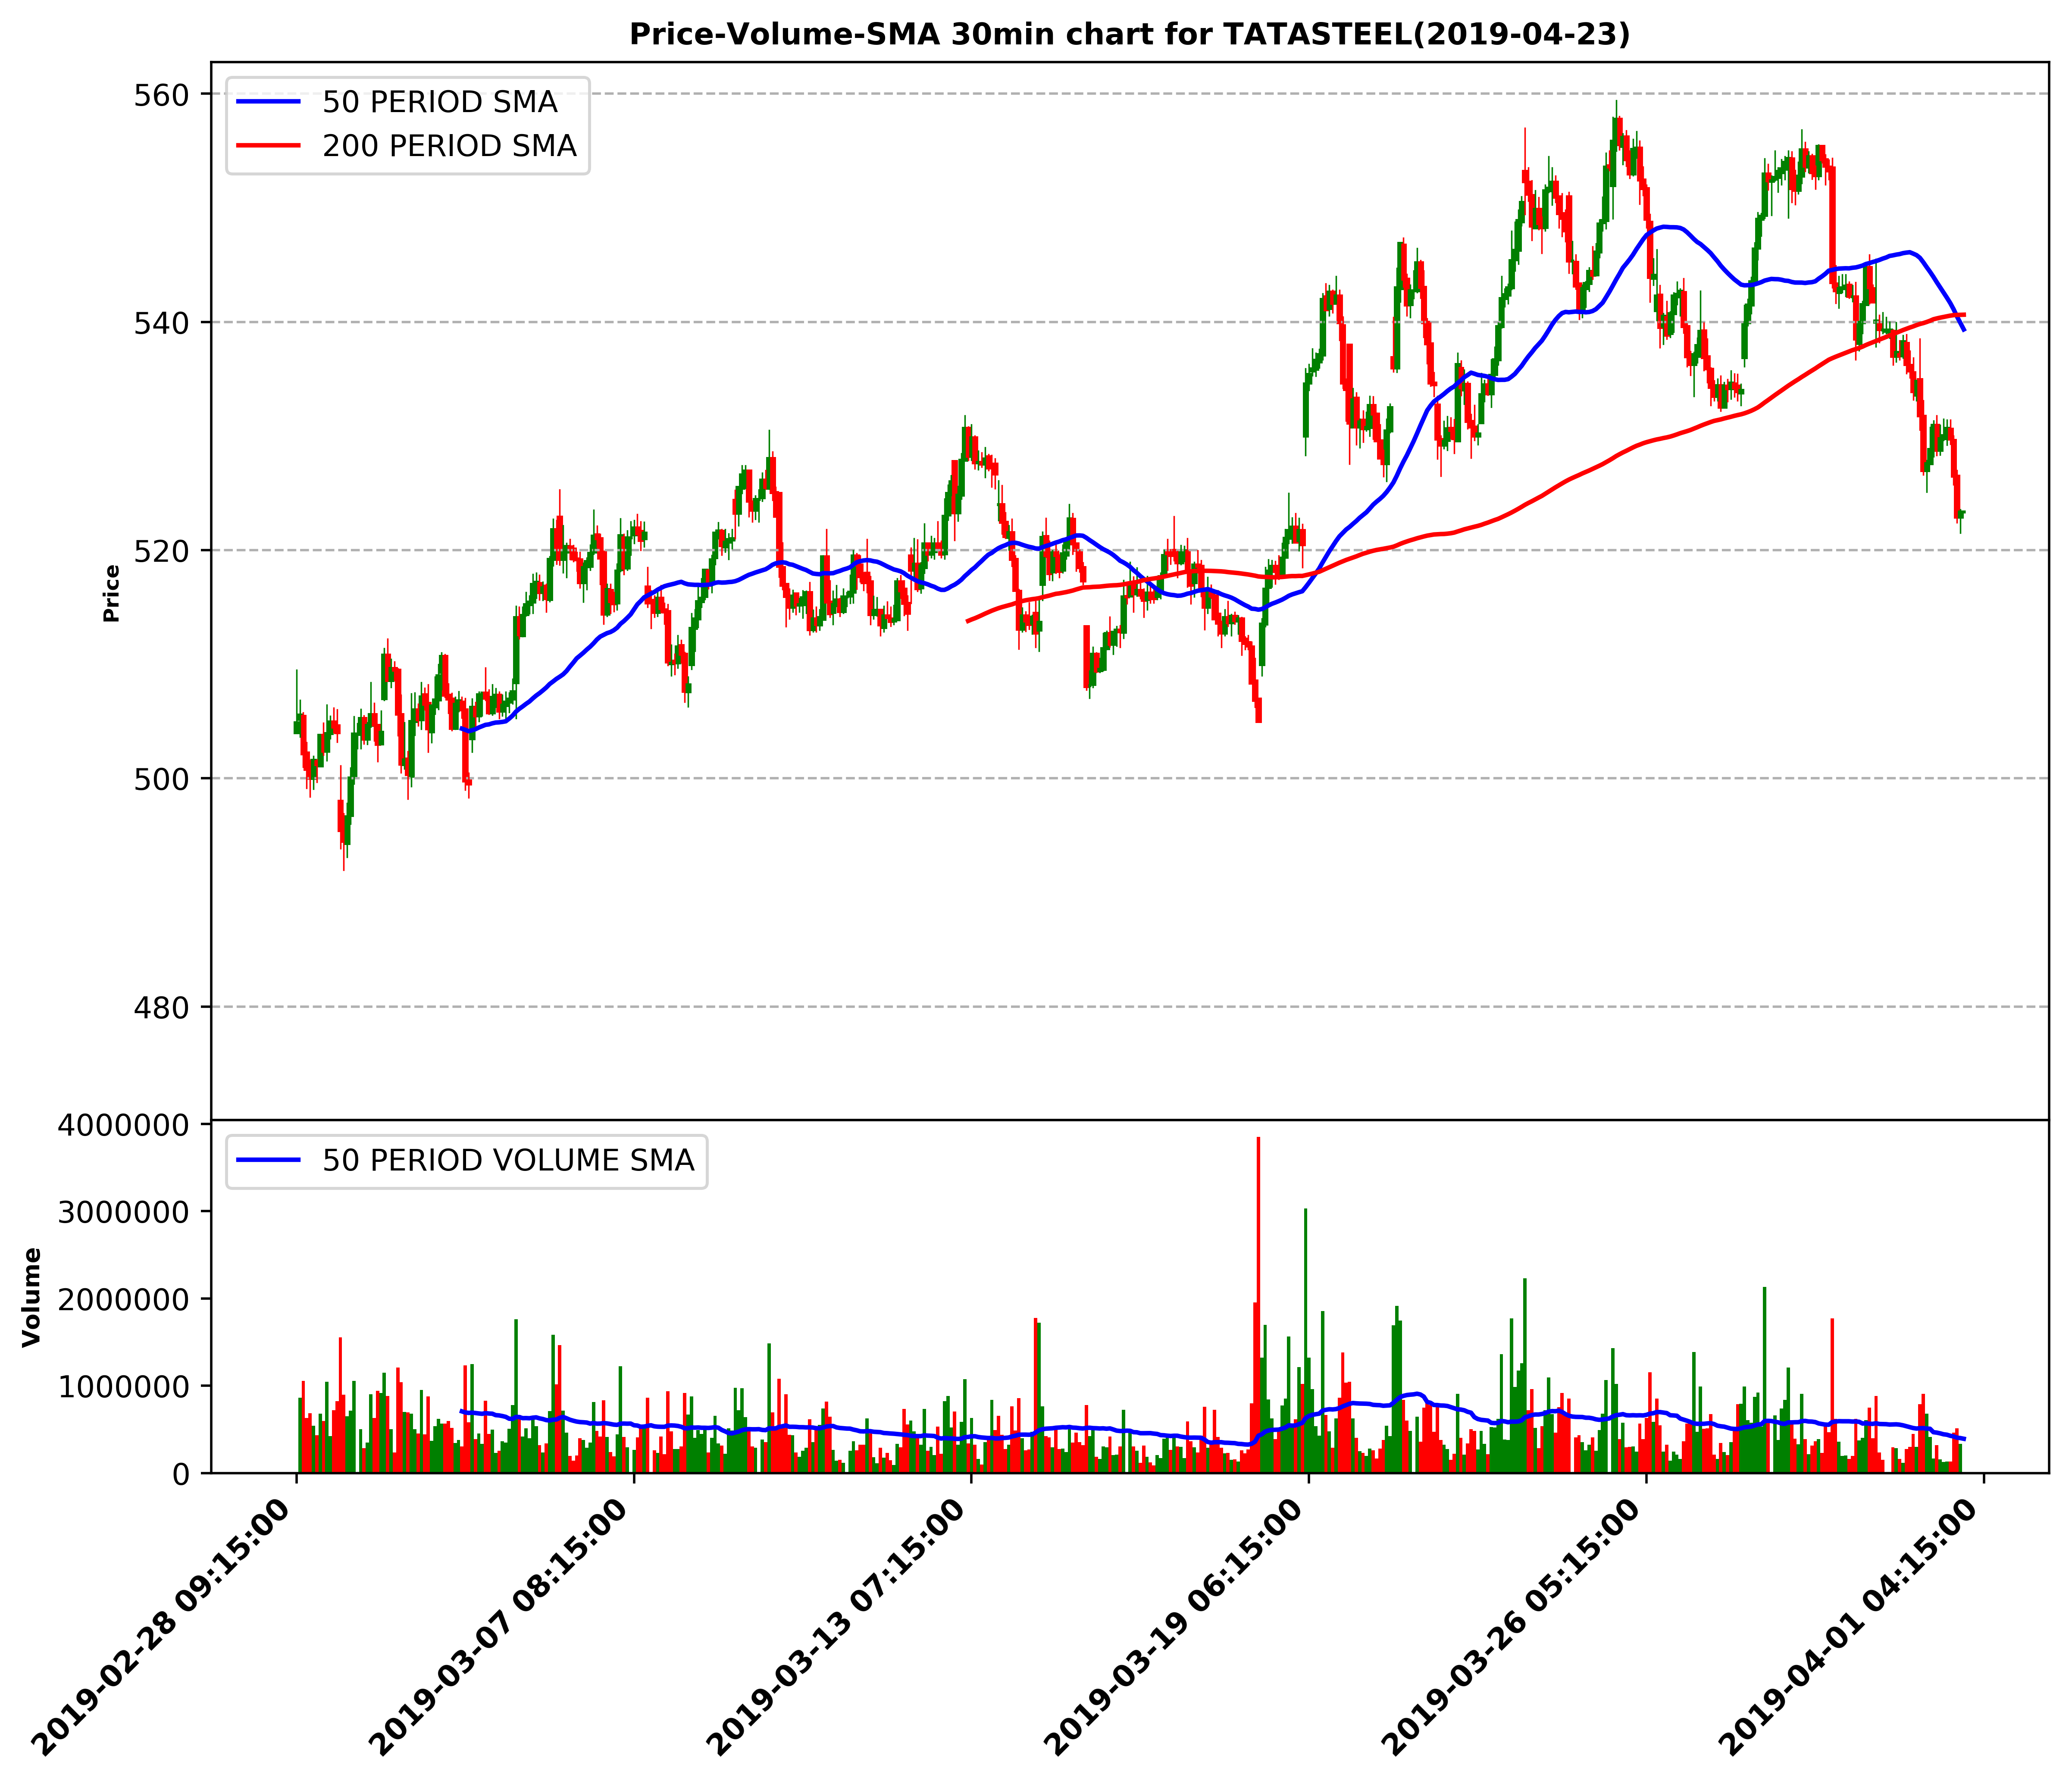 Price-Volume-SMA 30min chart for TATASTEEL(2019-04-23)
50 PERIOD SMA
200 PERIOD SMA
560
540
520
500
480
Price
4000000
3000000
2000000
1000000
0
50 PERIOD VOLUME SMA
Volume
2019-02-28 09:15:00
2019-03-07 08:15:00
2019-03-13 07:15:00
2019-03-19 06:15:00
2019-03-26 05:15:00
2019-04-01 04:15:00